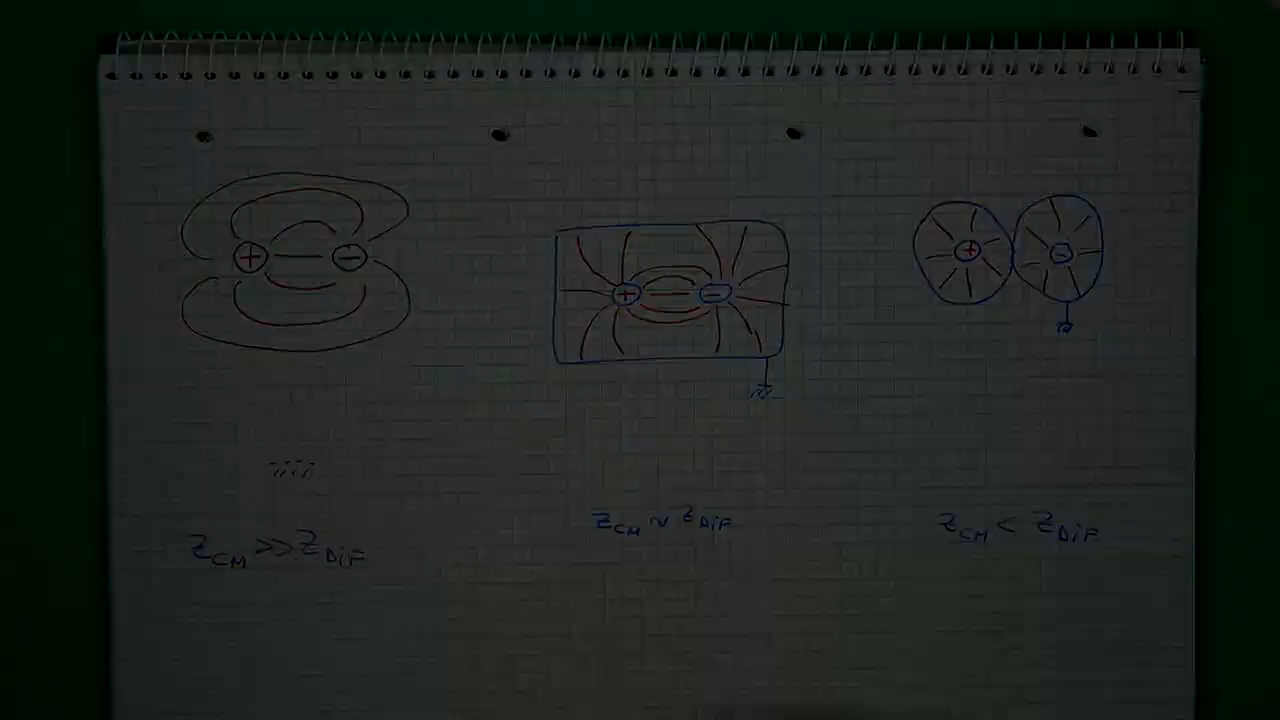 + −
+ −
+ −
Z_CM >> Z_DiF
Z_CM ~ Z_DiF
Z_CM < Z_DiF